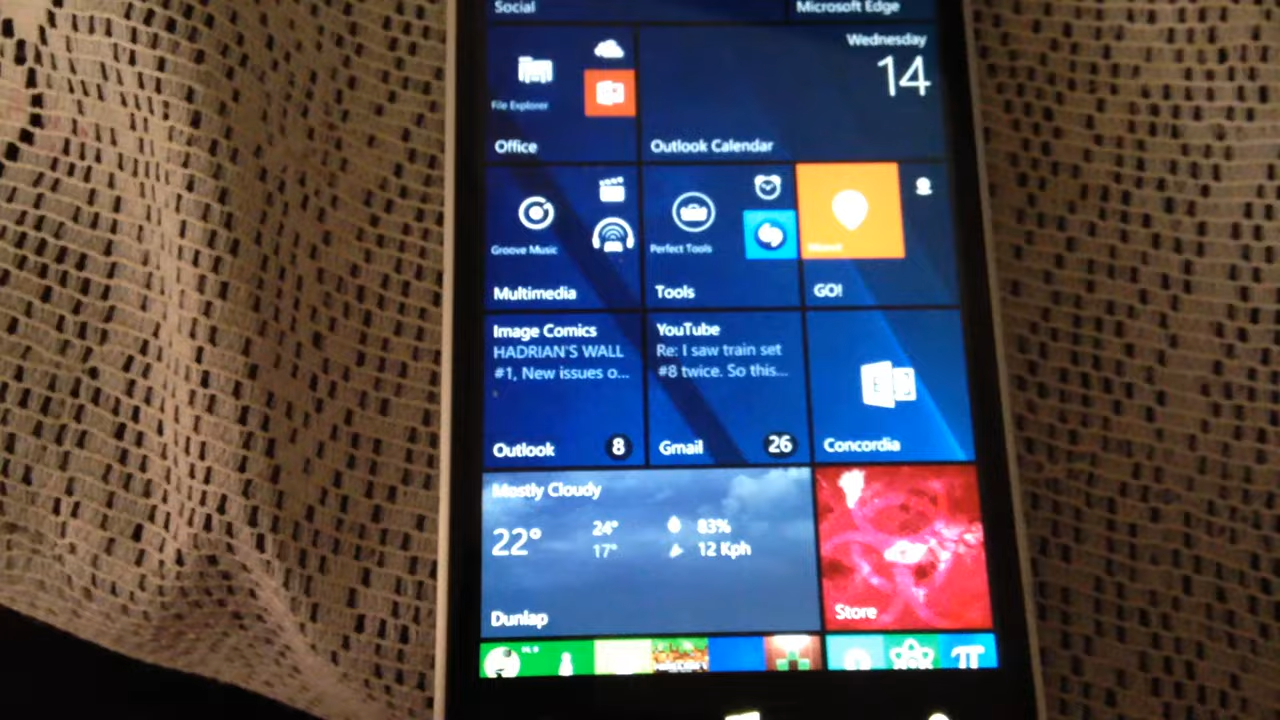 Social
Microsoft Edge
Wednesday
14
File Explorer
Office
Outlook Calendar
Groove Music
Perfect Tools
Multimedia
Tools
GO!
Image Comics
HADRIAN'S WALL
#1, New issues o...
YouTube
Re: I saw train set
#8 twice. So this...
Outlook 8
Gmail 26
Concordia
Mostly Cloudy
22° 24° 83%
17° 12 Kph
Dunlap
Store